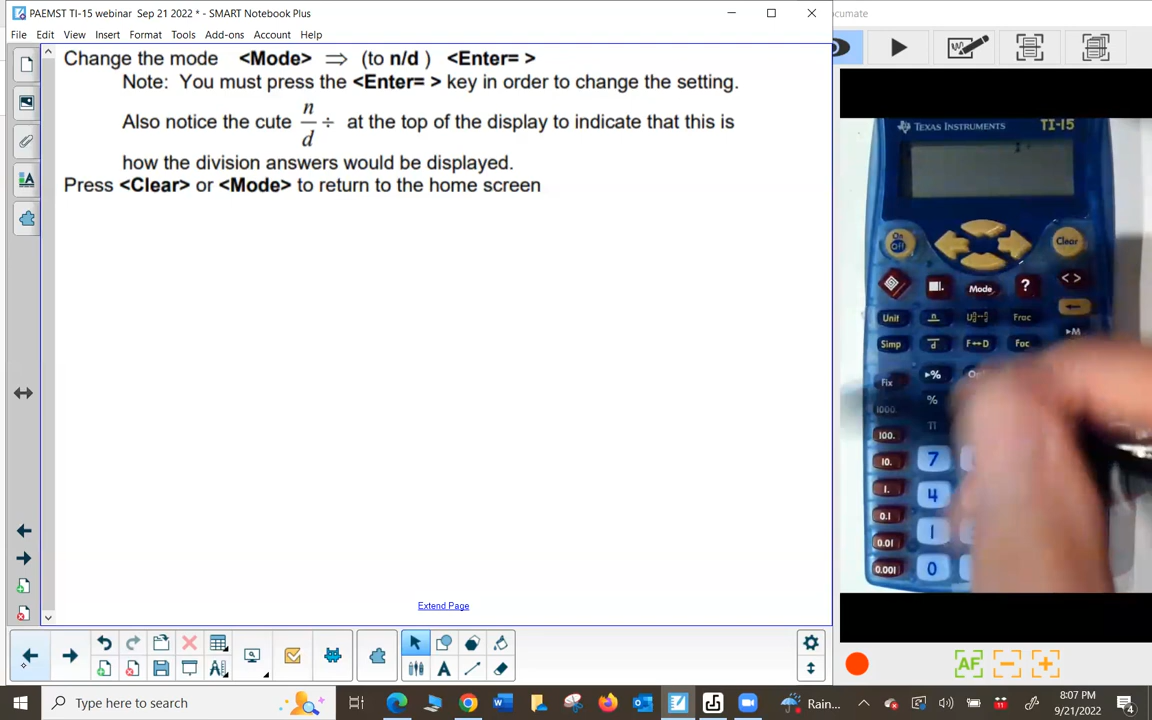 PAEMST TI-15 webinar Sep 21 2022 * - SMART Notebook Plus
File Edit View Insert Format Tools Add-ons Account Help
Change the mode <Mode> ⇒ (to n/d ) <Enter= >
Note: You must press the <Enter= > key in order to change the setting.
Also notice the cute n/d ÷ at the top of the display to indicate that this is
how the division answers would be displayed.
Press <Clear> or <Mode> to return to the home screen
Extend Page
ocumate
TEXAS INSTRUMENTS TI-15
On Off
Clear
Mode ? < >
Unit n Frac
Simp d F↔D Fac ▸M
Fix ▸%
1000. %
100. π
10. 7
1. 4
0.1 1
0.01
0.001 0
AF
Type here to search
Rain...
8:07 PM
9/21/2022
4